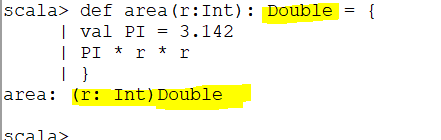 scala> def area(r:Int): Double = {
| val PI = 3.142
| PI * r * r
| }
area: (r: Int)Double
scala>